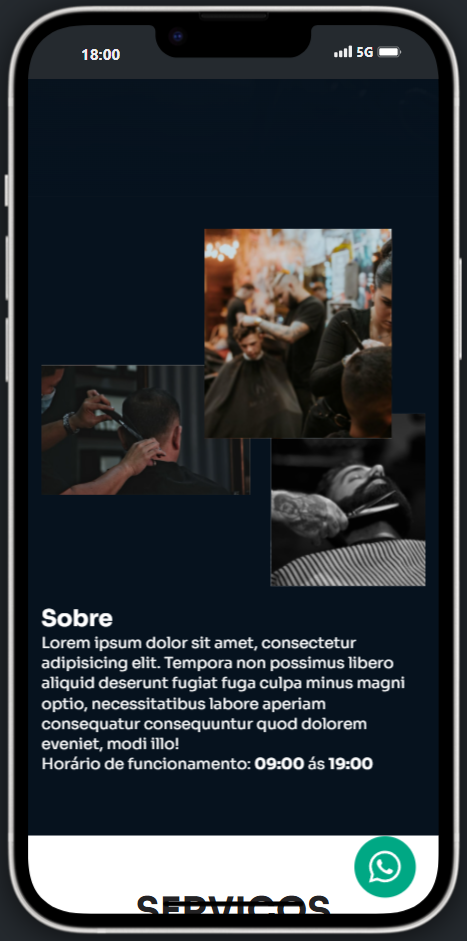 18:00
5G
Sobre
Lorem ipsum dolor sit amet, consectetur
adipisicing elit. Tempora non possimus libero
aliquid deserunt fugiat fuga culpa minus magni
optio, necessitatibus labore aperiam
consequatur consequuntur quod dolorem
eveniet, modi illo!
Horário de funcionamento: 09:00 ás 19:00
SERVICOS